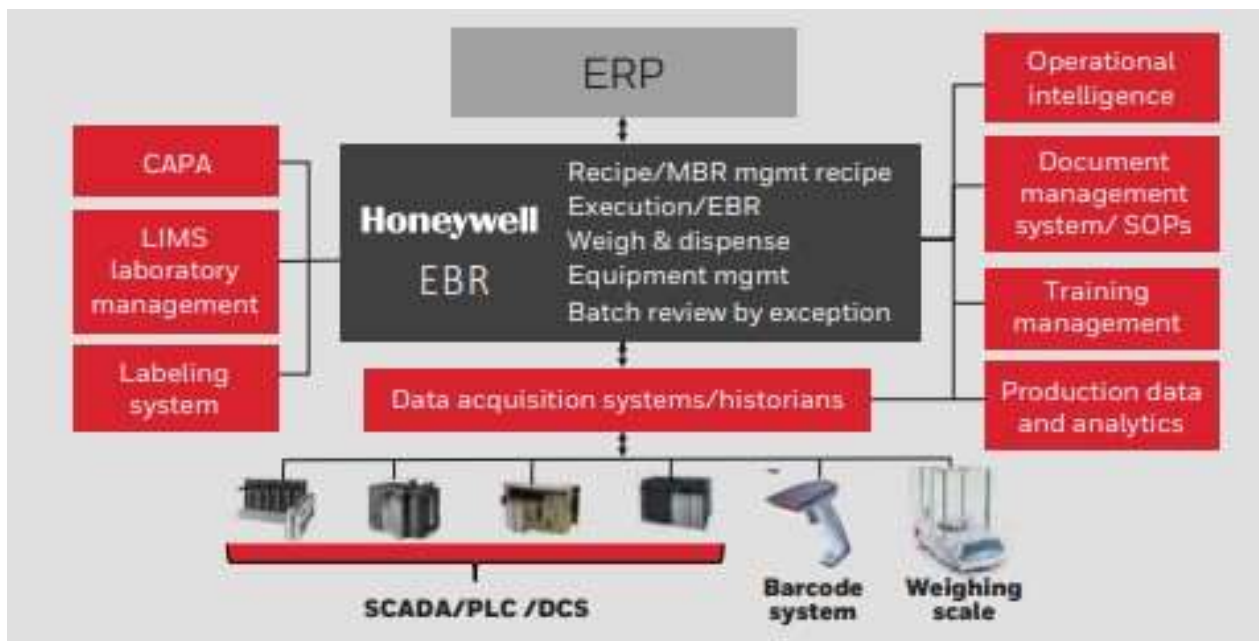 ERP
CAPA
LIMS
laboratory
management
Labeling
system
Honeywell
EBR
Recipe/MBR mgmt recipe
Execution/EBR
Weigh & dispense
Equipment mgmt
Batch review by exception
Operational
intelligence
Document
management
system/ SOPs
Training
management
Production data
and analytics
Data acquisition systems/historians
SCADA/PLC /DCS
Barcode
system
Weighing
scale